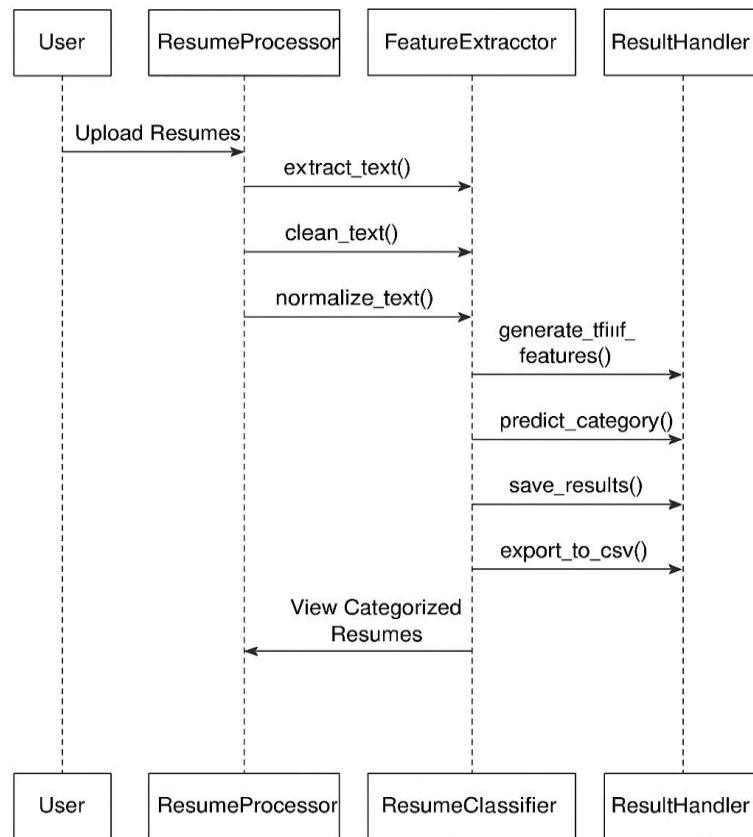 User
ResumeProcessor
FeatureExtracctor
ResultHandler
Upload Resumes
extract_text()
clean_text()
normalize_text()
features()
predict_category()
save_results()
export_to_csv()
View Categorized
Resumes
User
ResumeProcessor
ResumeClassifier
ResultHandler